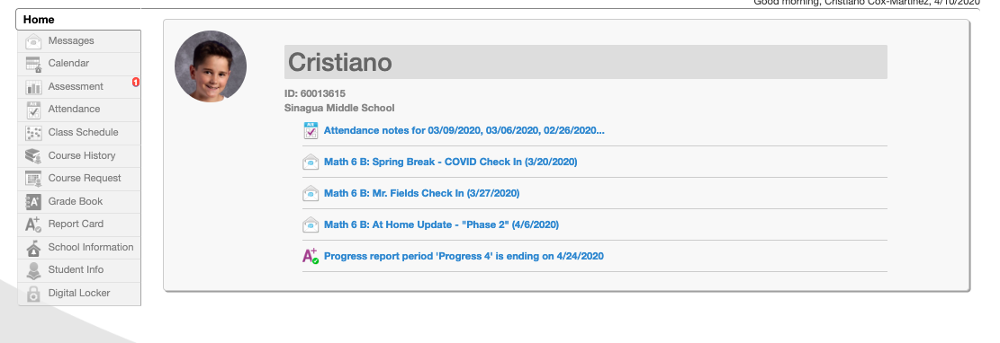 Good morning, Cristiano Cox-Martinez, 4/10/2020
Home
Messages
Calendar
Assessment
1
Attendance
Class Schedule
Course History
Course Request
Grade Book
Report Card
School Information
Student Info
Digital Locker
Cristiano
ID: 60013615
Sinagua Middle School
Attendance notes for 03/09/2020, 03/06/2020, 02/26/2020...
Math 6 B: Spring Break - COVID Check In (3/20/2020)
Math 6 B: Mr. Fields Check In (3/27/2020)
Math 6 B: At Home Update - "Phase 2" (4/6/2020)
Progress report period 'Progress 4' is ending on 4/24/2020